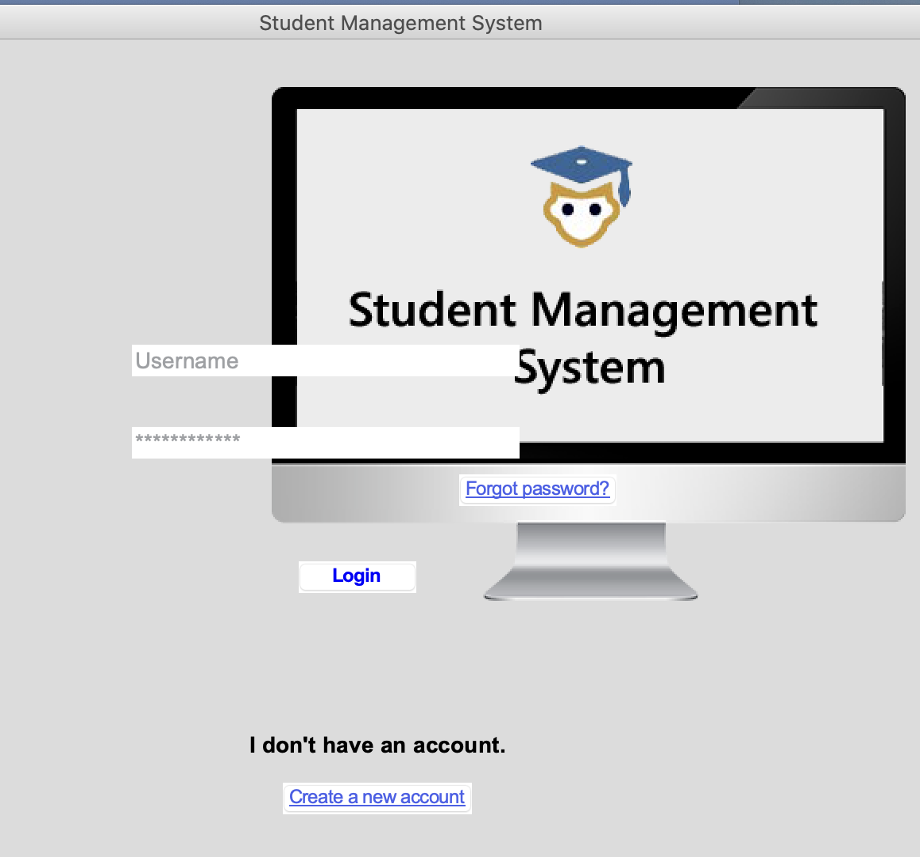 Student Management System
Student Management
System
Username
************
Forgot password?
Login
I don't have an account.
Create a new account